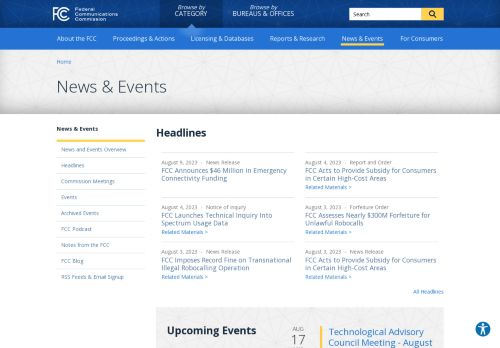 FCC Federal
Communications
Commission
Browse by
CATEGORY
Browse by
BUREAUS & OFFICES
Search
About the FCC
Proceedings & Actions
Licensing & Databases
Reports & Research
News & Events
For Consumers
Home
News & Events
News & Events
News and Events Overview
Headlines
Commission Meetings
Events
Archived Events
FCC Podcast
Notes from the FCC
FCC Blog
RSS Feeds & Email Signup
Headlines
August 9, 2023 - News Release
FCC Announces $46 Million in Emergency
Connectivity Funding
August 4, 2023 - Report and Order
FCC Acts to Provide Subsidy for Consumers
in Certain High-Cost Areas
Related Materials >
August 4, 2023 - Notice of Inquiry
FCC Launches Technical Inquiry Into
Spectrum Usage Data
Related Materials >
August 3, 2023 - Forfeiture Order
FCC Assesses Nearly $300M Forfeiture for
Unlawful Robocalls
Related Materials >
August 3, 2023 - News Release
FCC Imposes Record Fine on Transnational
Illegal Robocalling Operation
Related Materials >
August 3, 2023 - News Release
FCC Acts to Provide Subsidy for Consumers
in Certain High-Cost Areas
Related Materials >
All Headlines
Upcoming Events
AUG
17
Technological Advisory
Council Meeting - August